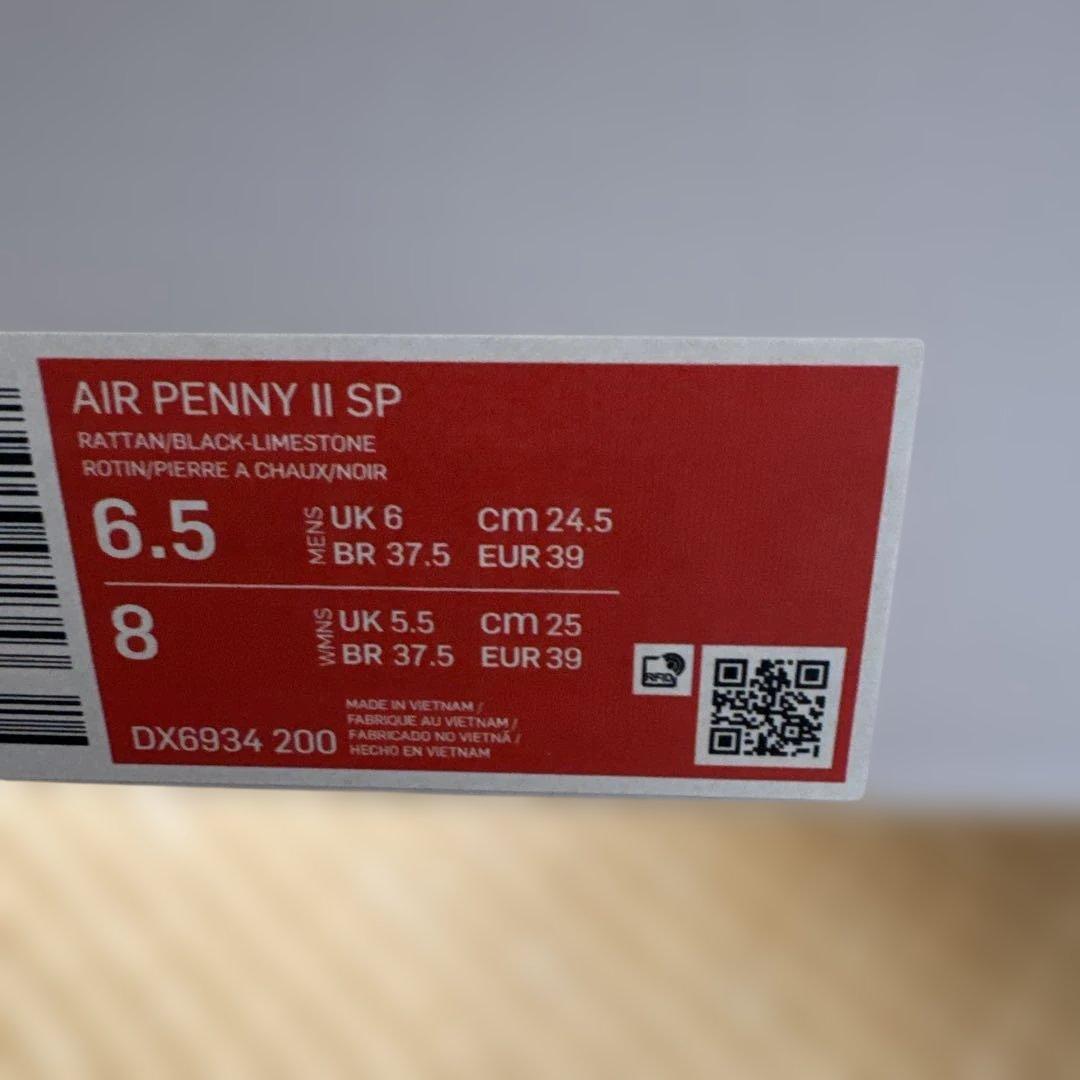 AIR PENNY II SP
RATTAN/BLACK-LIMESTONE
ROTIN/PIERRE A CHAUX/NOIR
6.5 MENS UK 6 cm 24.5
BR 37.5 EUR 39
8 WMNS UK 5.5 cm 25
BR 37.5 EUR 39
RFID
MADE IN VIETNAM /
FABRIQUE AU VIETNAM /
FABRICADO NO VIETNÃ /
HECHO EN VIETNAM
DX6934 200